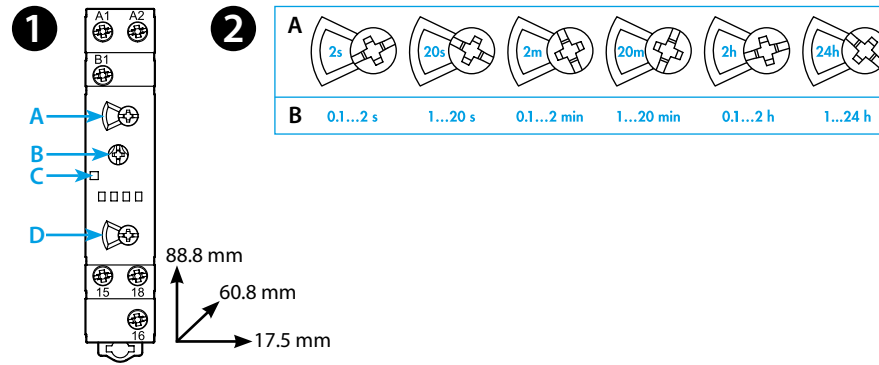 1
A1 A2
B1
A
B
C
D
15 18
16
88.8 mm
60.8 mm
17.5 mm
2
A 2s 20s 2m 20m 2h 24h
B 0.1...2 s 1...20 s 0.1...2 min 1...20 min 0.1...2 h 1...24 h